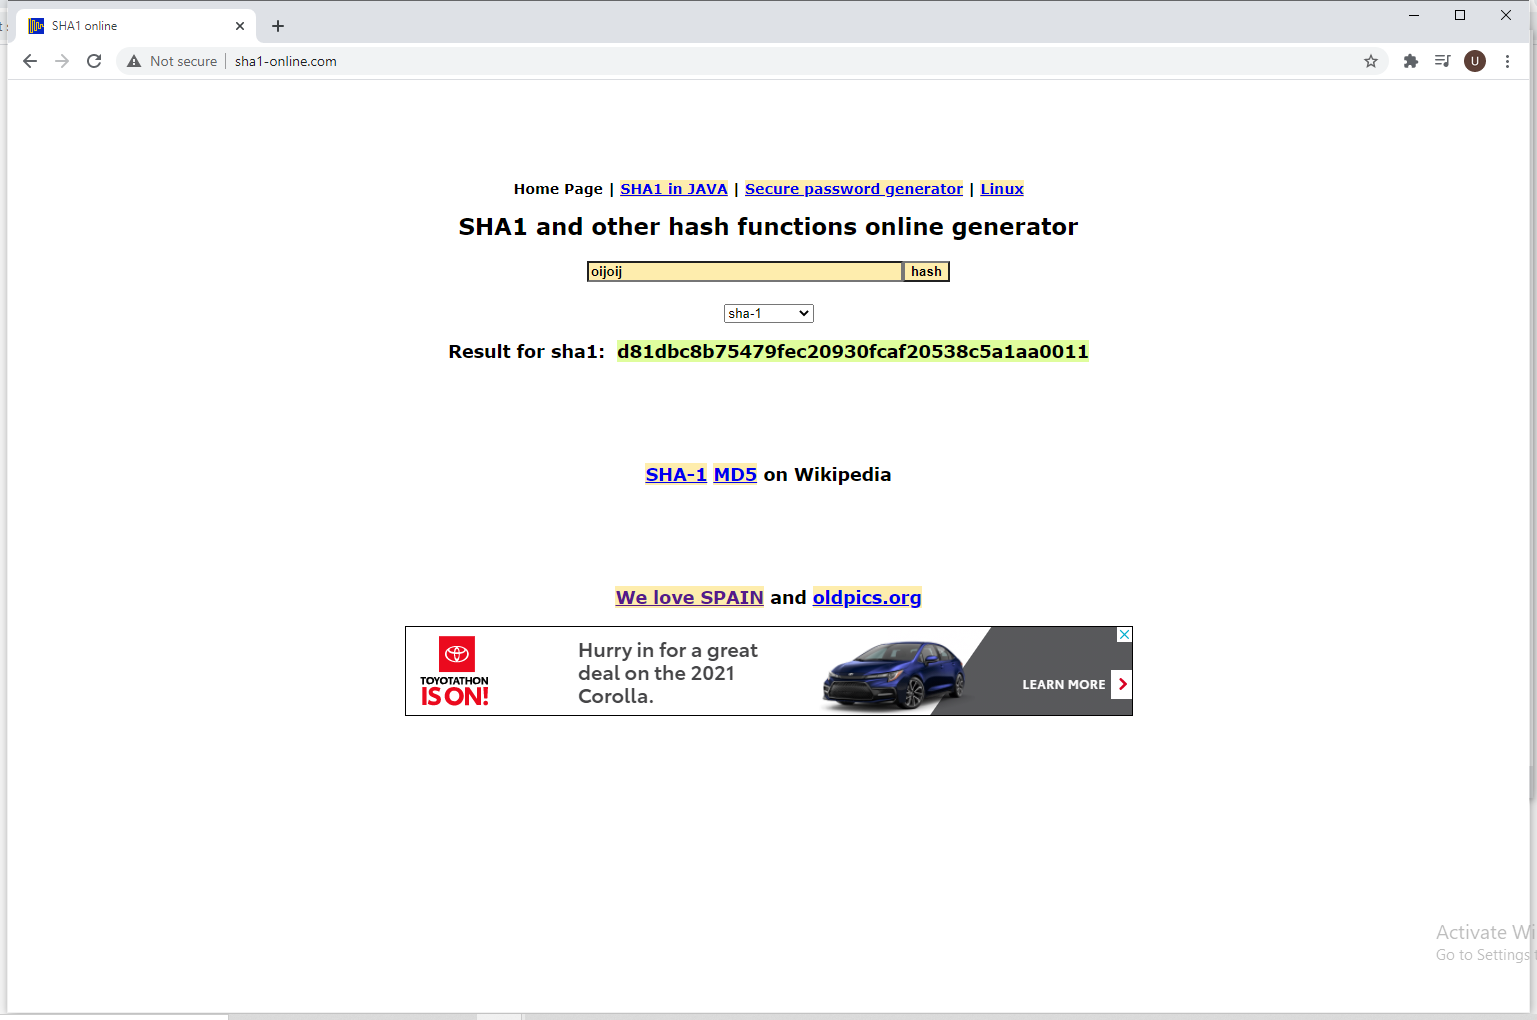 SHA1 online
Not secure
sha1-online.com
U
Home Page | SHA1 in JAVA | Secure password generator | Linux
SHA1 and other hash functions online generator
oijoij
hash
sha-1
Result for sha1: d81dbc8b75479fec20930fcaf20538c5a1aa0011
SHA-1 MD5 on Wikipedia
We love SPAIN and oldpics.org
TOYOTATHON
IS ON!
Hurry in for a great
deal on the 2021
Corolla.
LEARN MORE
Activate Wi
Go to Settings